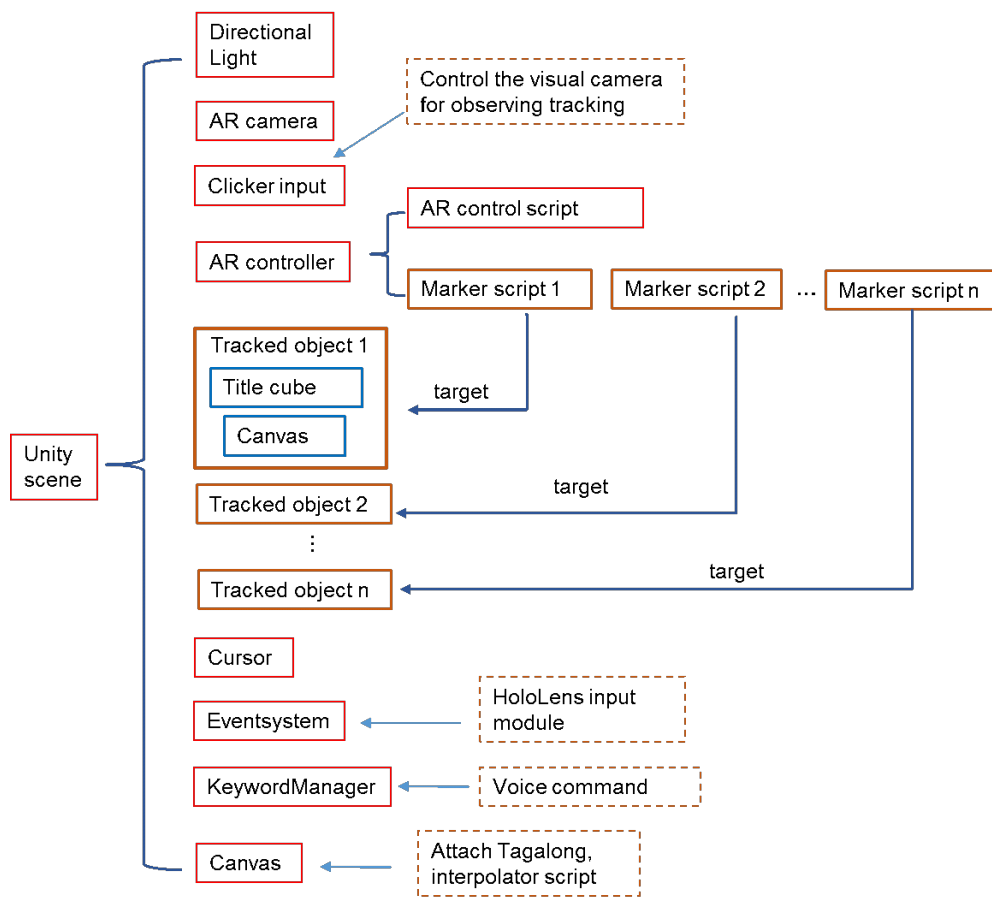 Directional
Light
Control the visual camera
for observing tracking
AR camera
Clicker input
AR control script
AR controller
Marker script 1
Marker script 2
...
Marker script n
Tracked object 1
Title cube
target
Canvas
Unity
scene
target
Tracked object 2
...
target
Tracked object n
Cursor
HoloLens input
module
Eventsystem
KeywordManager
Voice command
Attach Tagalong,
interpolator script
Canvas